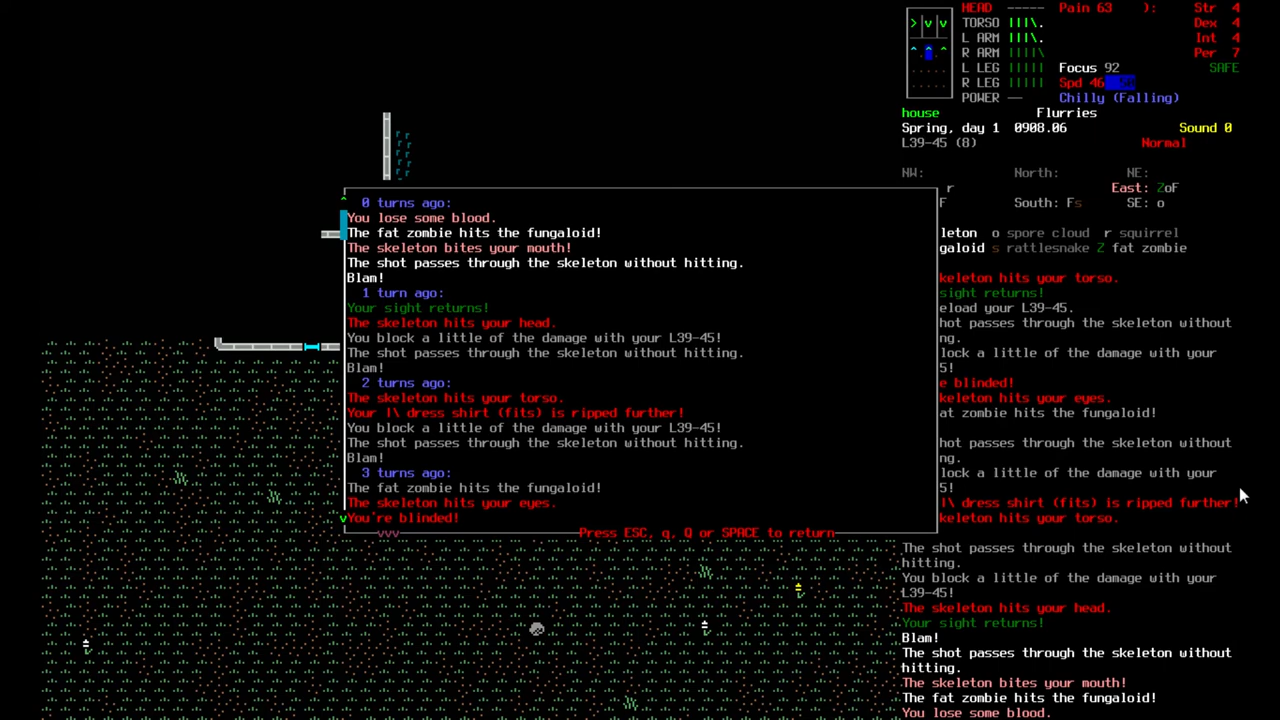 HEAD ----- Pain 63 ): Str 4
TORSO |||\. Dex 4
L ARM |||\. Int 4
R ARM ||||\ Per 7
L LEG ||||| Focus 92 SAFE
R LEG ||||| Spd 46
POWER -- Chilly (Falling)
house Flurries
Spring, day 1 0908.06 Sound 0
L39-45 (8) Normal
NW: North: NE:
r East: ZoF
F South: Fs SE: o
leton o spore cloud r squirrel
galoid s rattlesnake Z fat zombie
0 turns ago:
You lose some blood.
The fat zombie hits the fungaloid!
The skeleton bites your mouth!
The shot passes through the skeleton without hitting.
Blam!
1 turn ago:
Your sight returns!
The skeleton hits your head.
You block a little of the damage with your L39-45!
The shot passes through the skeleton without hitting.
Blam!
2 turns ago:
The skeleton hits your torso.
Your |\ dress shirt (fits) is ripped further!
You block a little of the damage with your L39-45!
The shot passes through the skeleton without hitting.
Blam!
3 turns ago:
The fat zombie hits the fungaloid!
The skeleton hits your eyes.
You're blinded!
Press ESC, q, Q or SPACE to return
keleton hits your torso.
sight returns!
eload your L39-45.
hot passes through the skeleton without
ng.
lock a little of the damage with your
5!
e blinded!
keleton hits your eyes.
at zombie hits the fungaloid!
hot passes through the skeleton without
ng.
lock a little of the damage with your
5!
|\ dress shirt (fits) is ripped further!
keleton hits your torso.
The shot passes through the skeleton without
hitting.
You block a little of the damage with your
L39-45!
The skeleton hits your head.
Your sight returns!
Blam!
The shot passes through the skeleton without
hitting.
The skeleton bites your mouth!
The fat zombie hits the fungaloid!
You lose some blood.